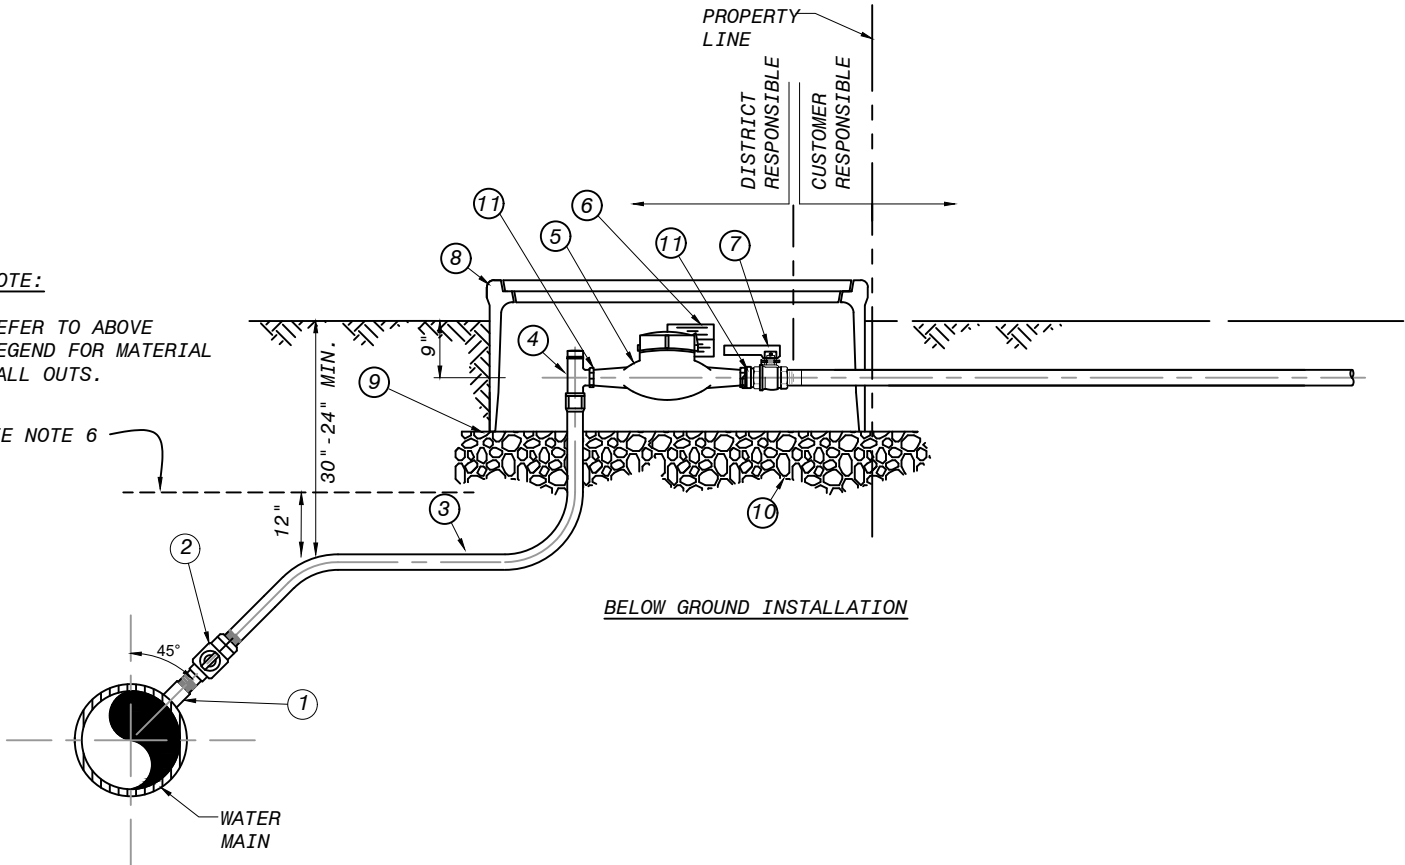 PROPERTY
LINE
DISTRICT
RESPONSIBLE
CUSTOMER
RESPONSIBLE
11
6
5
11
7
8
OTE:
EFER TO ABOVE
EGEND FOR MATERIAL
ALL OUTS.
9"
4
30"-24" MIN.
9
E NOTE 6
12"
3
10
2
BELOW GROUND INSTALLATION
45°
1
WATER
MAIN